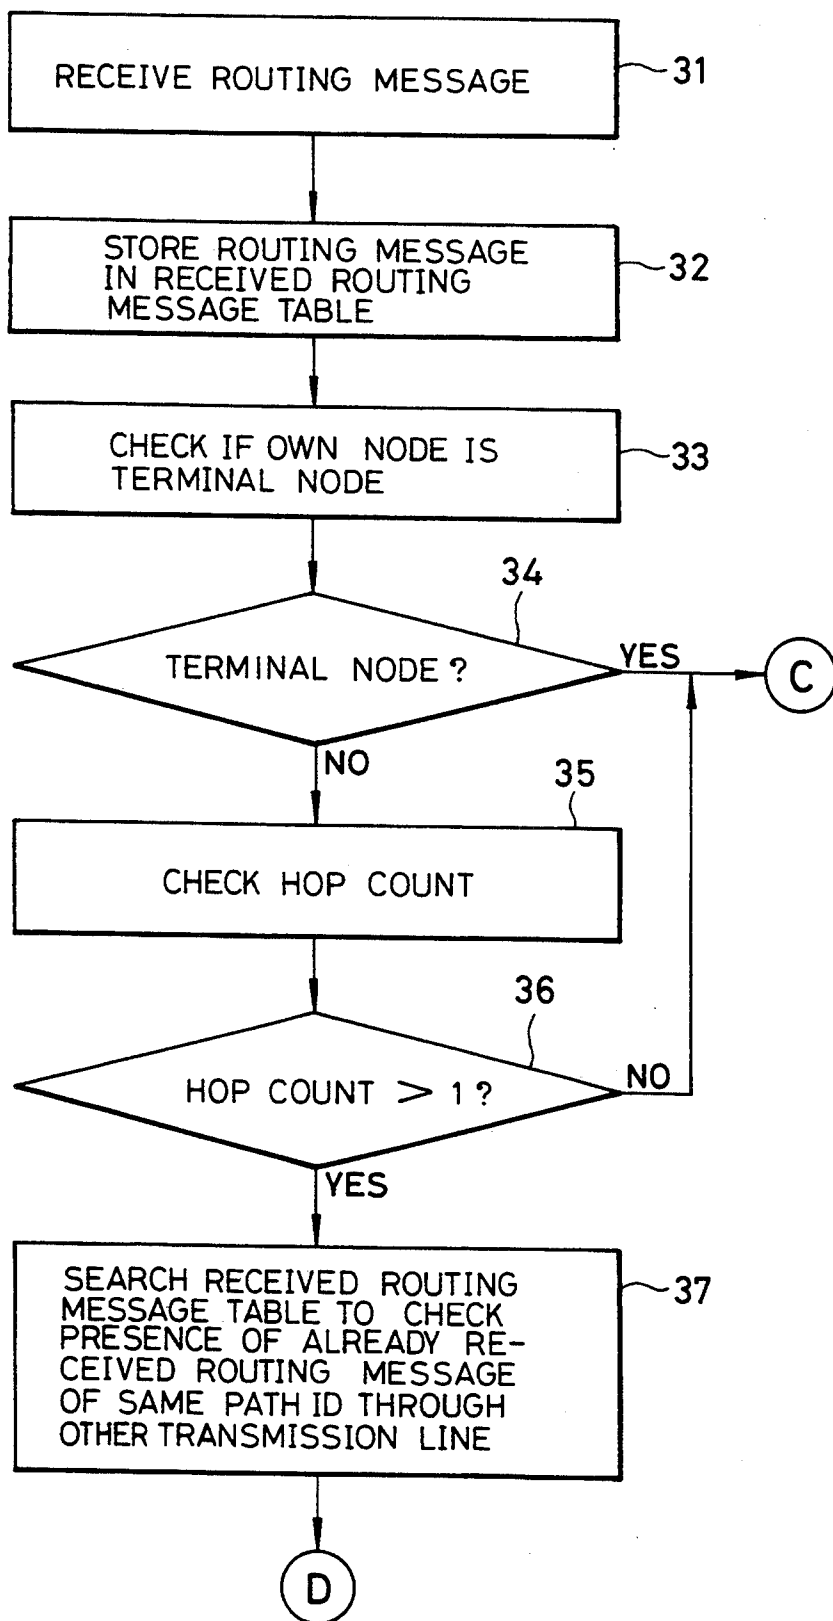 RECEIVE ROUTING MESSAGE
31
STORE ROUTING MESSAGE
IN RECEIVED ROUTING
MESSAGE TABLE
32
CHECK IF OWN NODE IS
TERMINAL NODE
33
34
TERMINAL NODE?
YES
C
NO
35
CHECK HOP COUNT
36
HOP COUNT > 1?
NO
YES
SEARCH RECEIVED ROUTING
MESSAGE TABLE TO CHECK
PRESENCE OF ALREADY RE-
CEIVED ROUTING MESSAGE
OF SAME PATH ID THROUGH
OTHER TRANSMISSION LINE
37
D